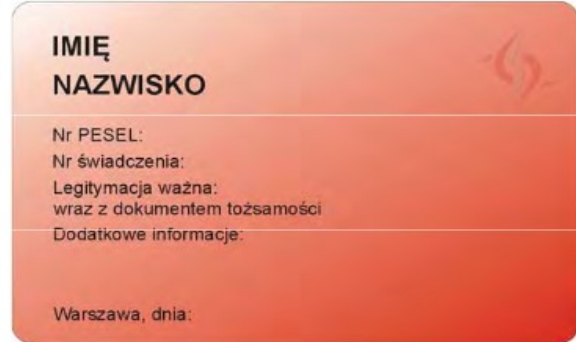 IMIĘ
NAZWISKO
Nr PESEL:
Nr świadczenia:
Legitymacja ważna:
wraz z dokumentem tożsamości
Dodatkowe informacje:
Warszawa, dnia: